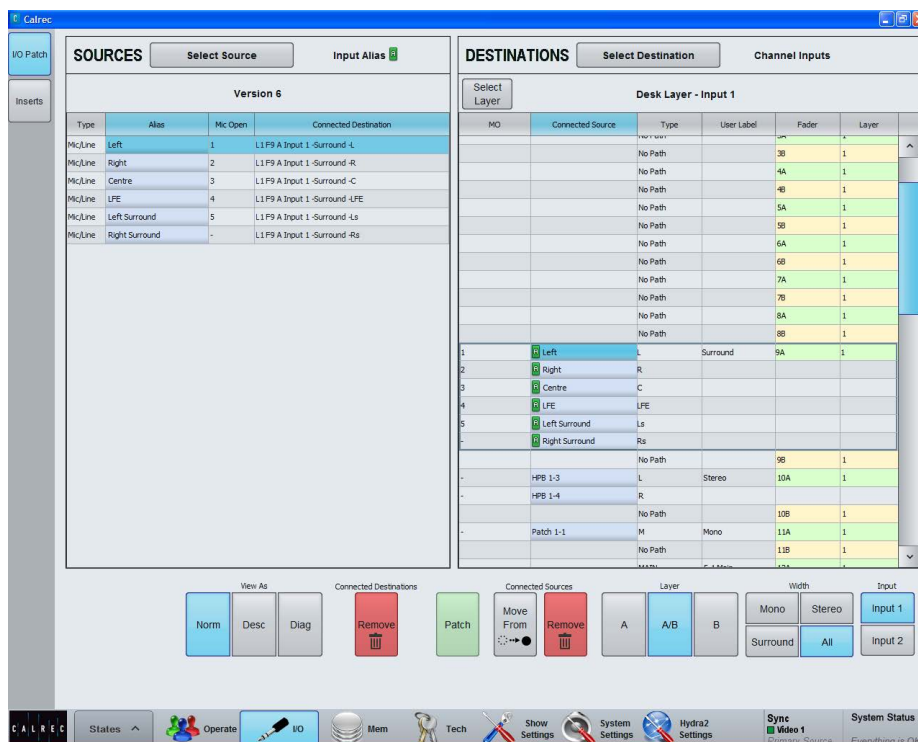 Calrec
I/O Patch
Inserts
SOURCES Select Source Input Alias
Version 6
Type Alias Mic Open Connected Destination
Mic/Line Left 1 L1 F9 A Input 1 -Surround -L
Mic/Line Right 2 L1 F9 A Input 1 -Surround -R
Mic/Line Centre 3 L1 F9 A Input 1 -Surround -C
Mic/Line LFE 4 L1 F9 A Input 1 -Surround -LFE
Mic/Line Left Surround 5 L1 F9 A Input 1 -Surround -Ls
Mic/Line Right Surround - L1 F9 A Input 1 -Surround -Rs
DESTINATIONS Select Destination Channel Inputs
Select Layer Desk Layer - Input 1
MO Connected Source Type User Label Fader Layer
No Path 3A 1
No Path 3B 1
No Path 4A 1
No Path 4B 1
No Path 5A 1
No Path 5B 1
No Path 6A 1
No Path 6B 1
No Path 7A 1
No Path 7B 1
No Path 8A 1
No Path 8B 1
1 Left L Surround 9A 1
2 Right R
3 Centre C
4 LFE LFE
5 Left Surround Ls
- Right Surround Rs
No Path 9B 1
- HPB 1-3 L Stereo 10A 1
- HPB 1-4 R
No Path 10B 1
- Patch 1-1 M Mono 11A 1
No Path 11B 1
View As Connected Destinations Connected Sources Layer Width Input
Norm Desc Diag Remove Patch Move From Remove A A/B B Mono Stereo Input 1
Surround All Input 2
CALREC States Operate I/O Mem Tech Show Settings System Settings Hydra2 Settings
Sync
Video 1
Primary Source
System Status